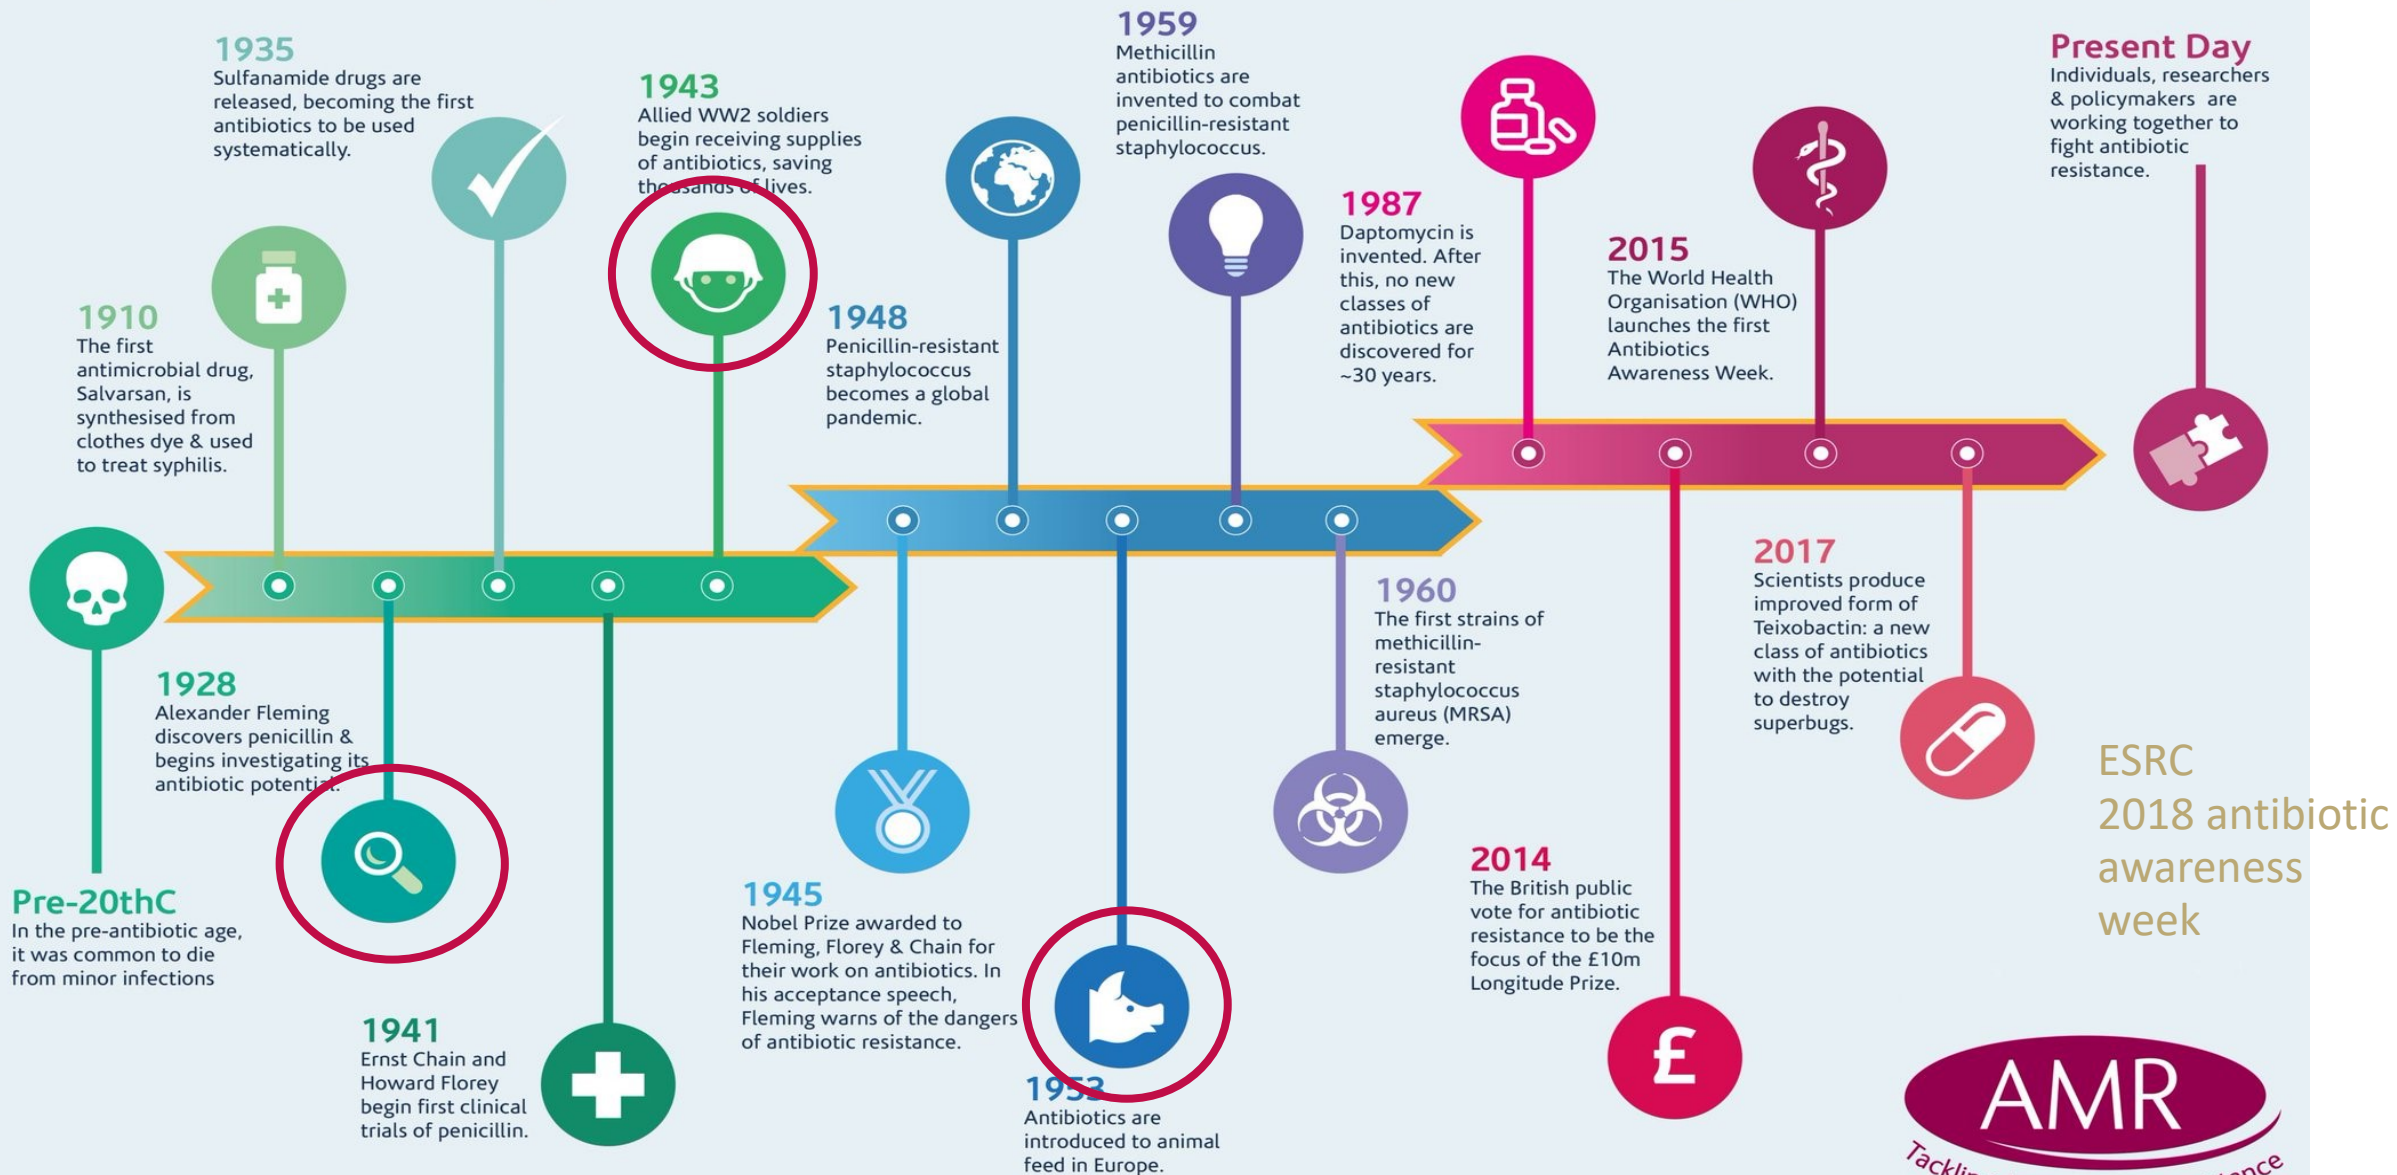 Pre-20thC
In the pre-antibiotic age,
it was common to die
from minor infections
1910
The first
antimicrobial drug,
Salvarsan, is
synthesised from
clothes dye & used
to treat syphilis.
1928
Alexander Fleming
discovers penicillin &
begins investigating its
antibiotic potential.
1935
Sulfanamide drugs are
released, becoming the first
antibiotics to be used
systematically.
1941
Ernst Chain and
Howard Florey
begin first clinical
trials of penicillin.
1943
Allied WW2 soldiers
begin receiving supplies
of antibiotics, saving
thousands of lives.
1945
Nobel Prize awarded to
Fleming, Florey & Chain for
their work on antibiotics. In
his acceptance speech,
Fleming warns of the dangers
of antibiotic resistance.
1948
Penicillin-resistant
staphylococcus
becomes a global
pandemic.
1953
Antibiotics are
introduced to animal
feed in Europe.
1959
Methicillin
antibiotics are
invented to combat
penicillin-resistant
staphylococcus.
1960
The first strains of
methicillin-
resistant
staphylococcus
aureus (MRSA)
emerge.
1987
Daptomycin is
invented. After
this, no new
classes of
antibiotics are
discovered for
~30 years.
2014
The British public
vote for antibiotic
resistance to be the
focus of the £10m
Longitude Prize.
£
2015
The World Health
Organisation (WHO)
launches the first
Antibiotics
Awareness Week.
2017
Scientists produce
improved form of
Teixobactin: a new
class of antibiotics
with the potential
to destroy
superbugs.
Present Day
Individuals, researchers
& policymakers are
working together to
fight antibiotic
resistance.
ESRC
2018 antibiotic
awareness
week
AMR